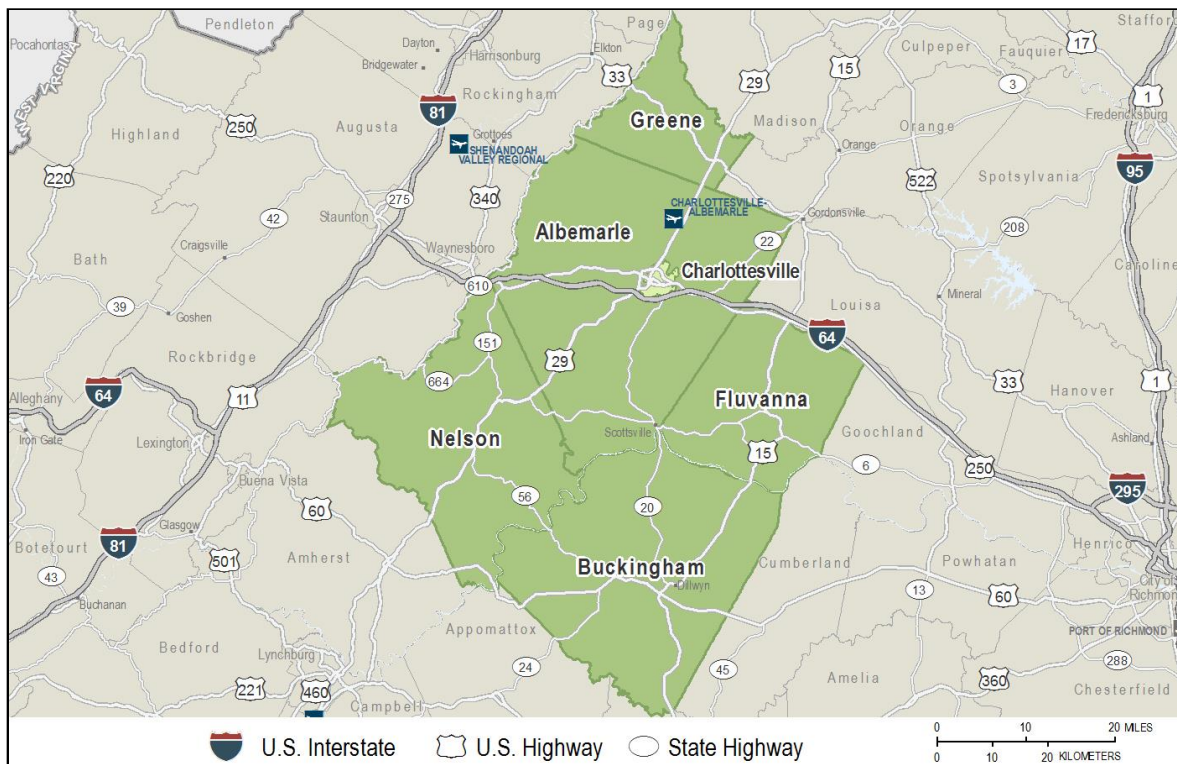 Pendleton
Page
Stafford
Pocahontas
Dayton
Harrisonburg
Elkton
Culpeper
Fauquier
17
WEST VIRGINIA
Bridgewater
33
29
15
3
1
Rockingham
Fredericksburg
81
Highland
250
Augusta
Grottoes
SHENANDOAH
VALLEY REGIONAL
Greene
Madison
Orange
Orange
95
220
522
Spotsylvania
275
340
CHARLOTTESVILLE-
ALBEMARLE
42
Staunton
Gordonsville
208
Craigsville
Waynesboro
Albemarle
22
Bath
610
Charlottesville
Caroline
Louisa
Mineral
39
Goshen
64
Rockbridge
151
29
664
33
Hanover
1
64
11
Fluvanna
Alleghany
Iron Gate
Lexington
Nelson
Scottsville
15
Goochland
Ashland
6
250
295
Buena Vista
56
20
60
Glasgow
81
Botetourt
501
Amherst
Buckingham
Dillwyn
Cumberland
Powhatan
Henrico
City of
Richmond
43
Buchanan
13
60
Appomattox
PORT OF RICHMOND
Bedford
Lynchburg
24
45
Amelia
288
221
460
Campbell
360
Chesterfield
U.S. Interstate
U.S. Highway
State Highway
0 10 20 MILES
0 10 20 KILOMETERS